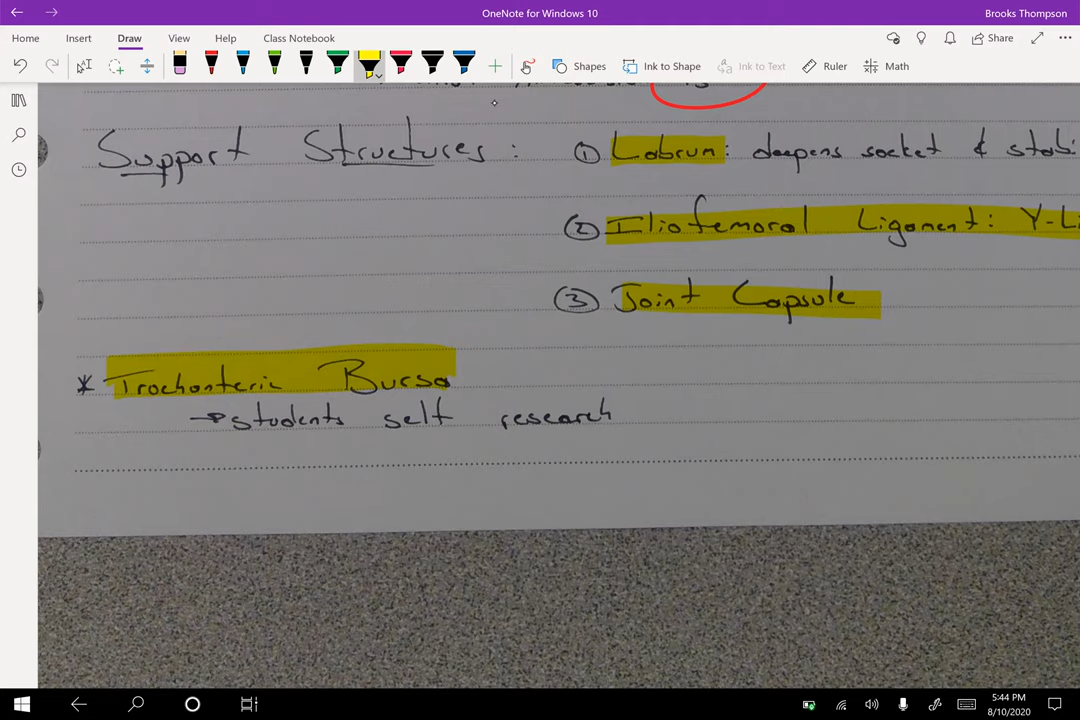 OneNote for Windows 10
Brooks Thompson
Home Insert Draw View Help Class Notebook Share
Shapes Ink to Shape Ink to Text Ruler Math
Support Structures : ① Labrum : deepens socket & stabi
② Iliofemoral Ligament : Y-Li
③ Joint Capsule
* Trochanteric Bursa
→ students self research
5:44 PM
8/10/2020